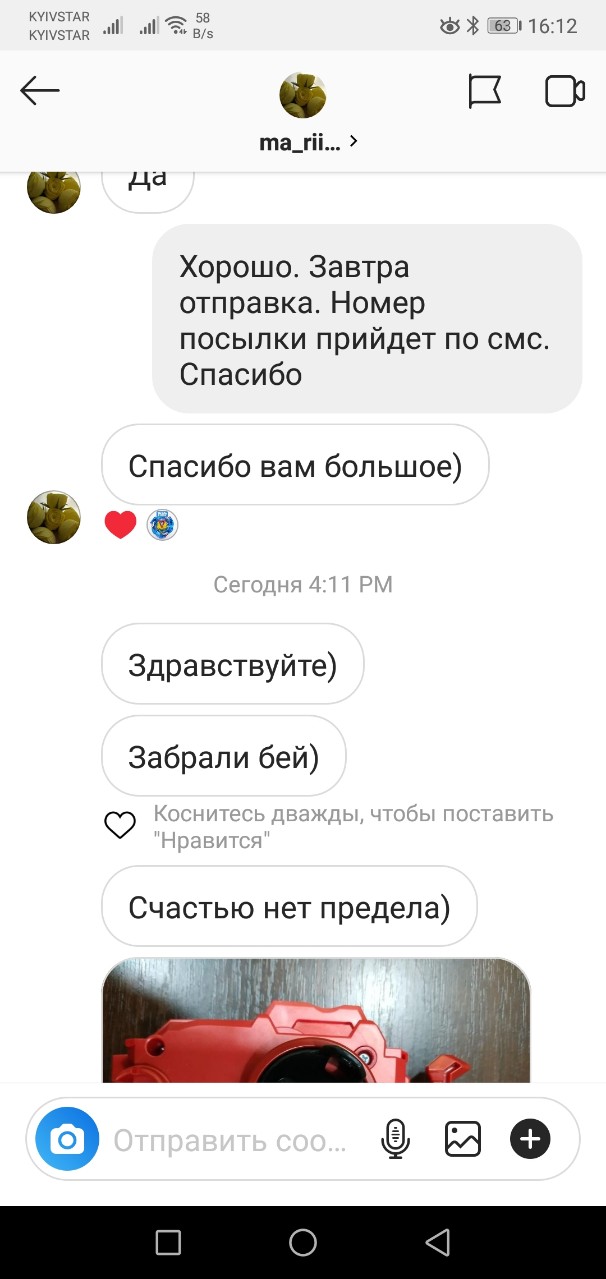 KYIVSTAR
KYIVSTAR
58
B/s
63
16:12
ma_rii...
Да
Хорошо. Завтра
отправка. Номер
посылки прийдет по смс.
Спасибо
Спасибо вам большое)
Сегодня 4:11 PM
Здравствуйте)
Забрали бей)
Коснитесь дважды, чтобы поставить
"Нравится"
Счастью нет предела)
Отправить соо...